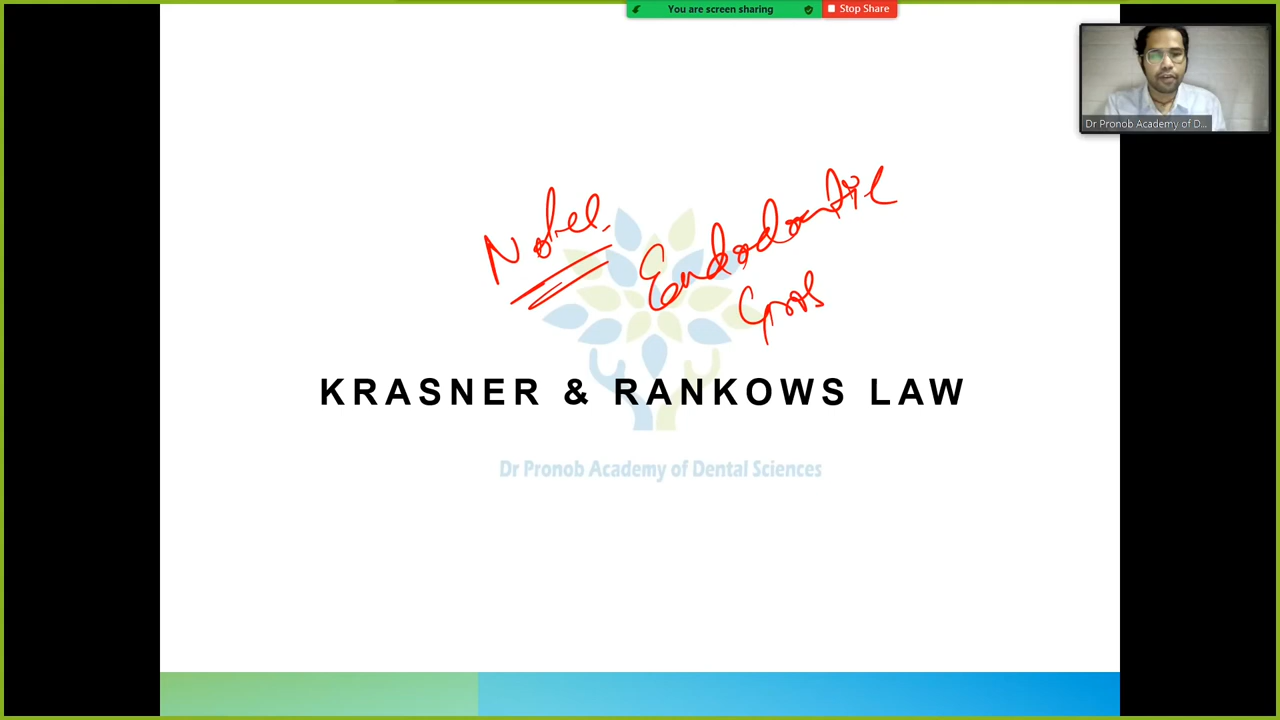 You are screen sharing
Stop Share
Dr Pronob Academy of D...
Nobel
Endodontic
KRASNER & RANKOWS LAW
Dr Pronob Academy of Dental Sciences